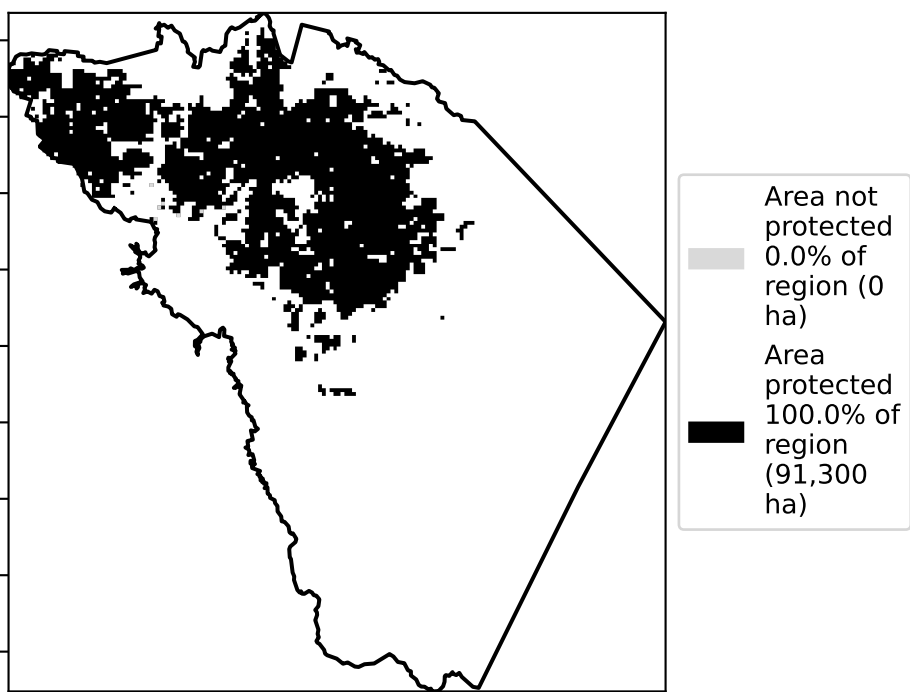 Area not
protected
0.0% of
region (0
ha)
Area
protected
100.0% of
region
(91,300
ha)